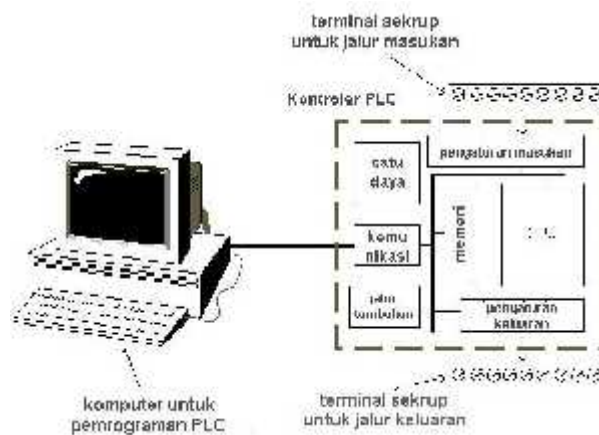 terminal sekrup
untuk jalur masukan
Kontroler PLC
pengaturan masukan
catu
daya
komu
nikasi
memori
jalur
tambahan
pengaturan
keluaran
komputer untuk
pemrograman PLC
terminal sekrup
untuk jalur keluaran